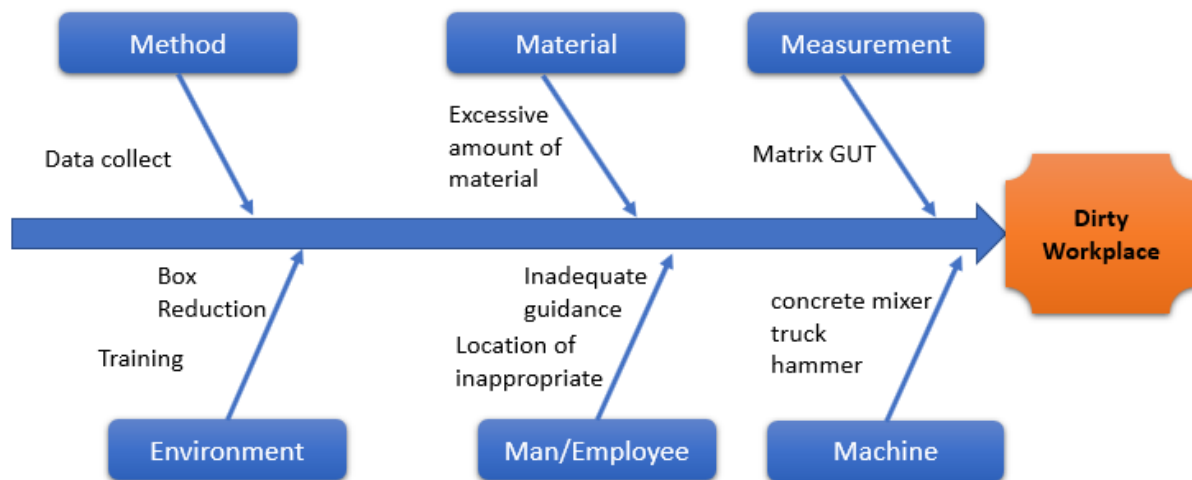 Method
Material
Measurement
Data collect
Excessive
amount of
material
Matrix GUT
Dirty
Workplace
Box
Reduction
Training
Inadequate
guidance
Location of
inappropriate
concrete mixer
truck
hammer
Environment
Man/Employee
Machine